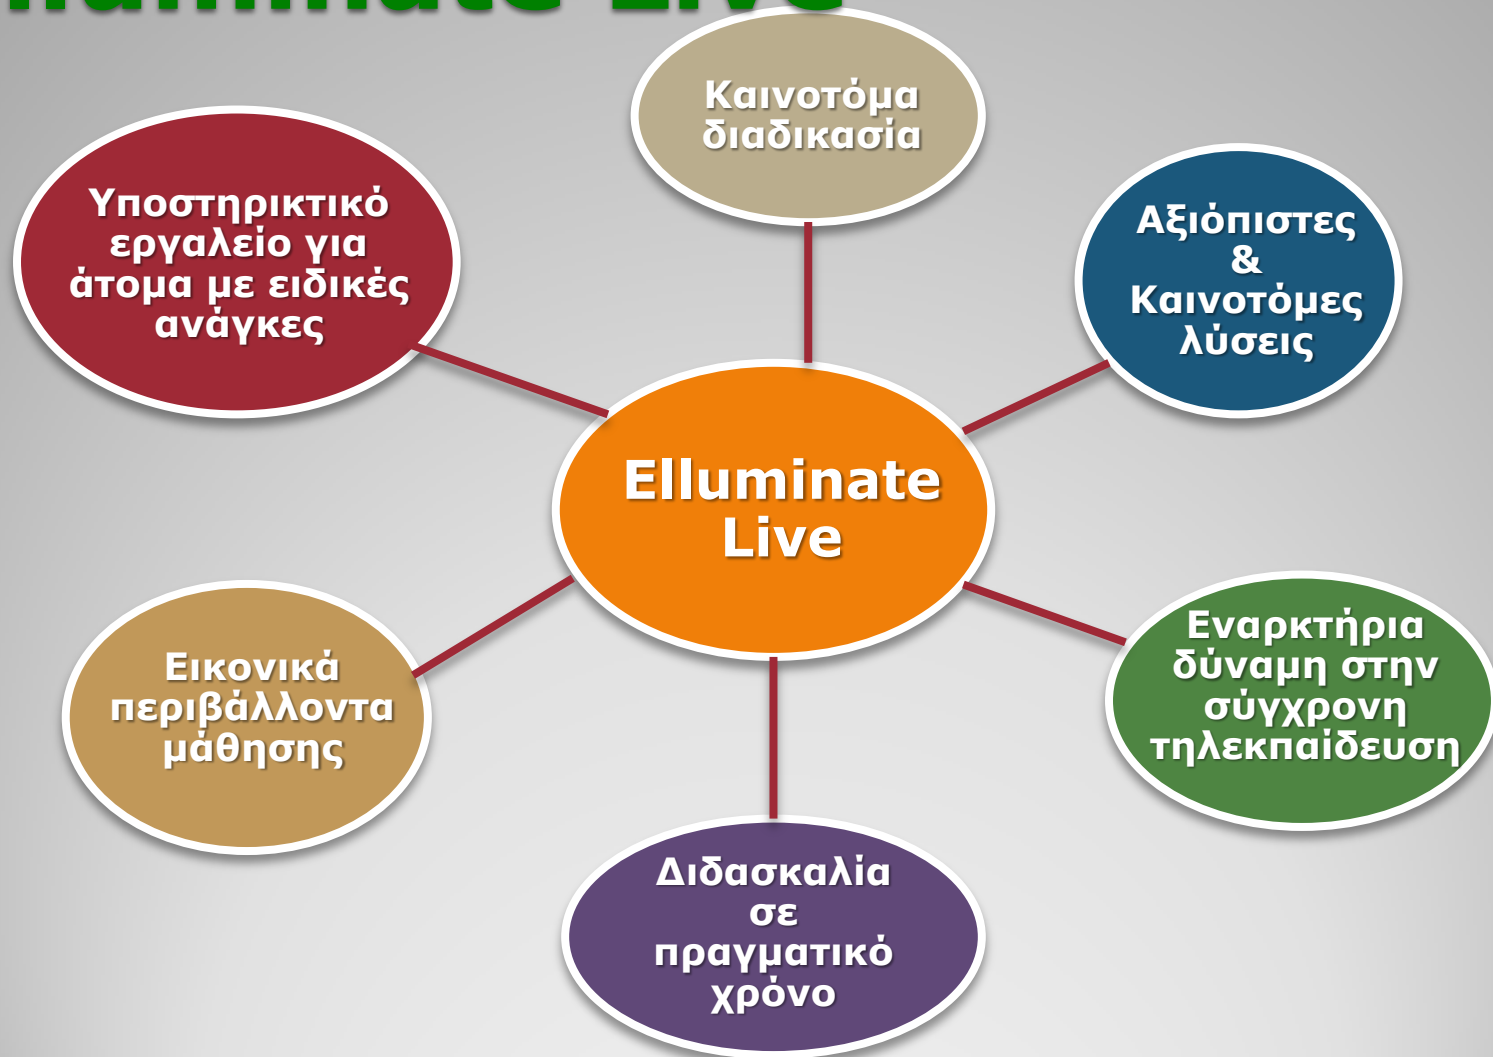 Live
Καινοτόμα
διαδικασία
Υποστηρικτικό
εργαλείο για
άτομα με ειδικές
ανάγκες
Αξιόπιστες
&
Καινοτόμες
λύσεις
Elluminate
Live
Εικονικά
περιβάλλοντα
μάθησης
Εναρκτήρια
δύναμη στην
σύγχρονη
τηλεκπαίδευση
Διδασκαλία
σε
πραγματικό
χρόνο